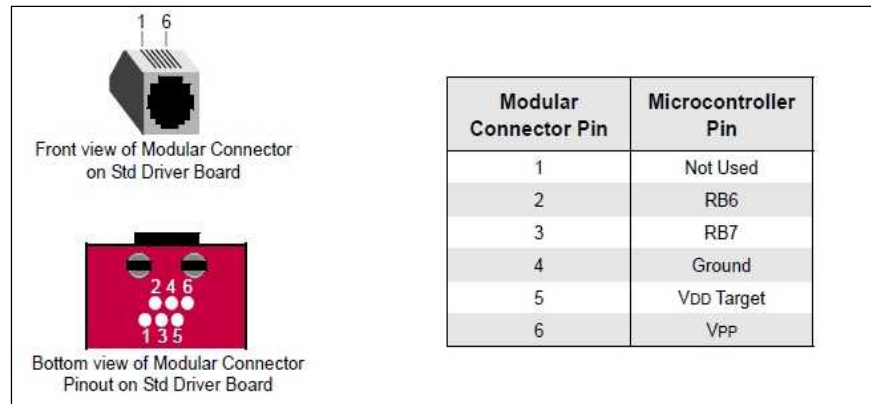 1 6
Front view of Modular Connector
on Std Driver Board
2 4 6
1 3 5
Bottom view of Modular Connector
Pinout on Std Driver Board
Modular Connector Pin Microcontroller Pin
1 Not Used
2 RB6
3 RB7
4 Ground
5 VDD Target
6 VPP